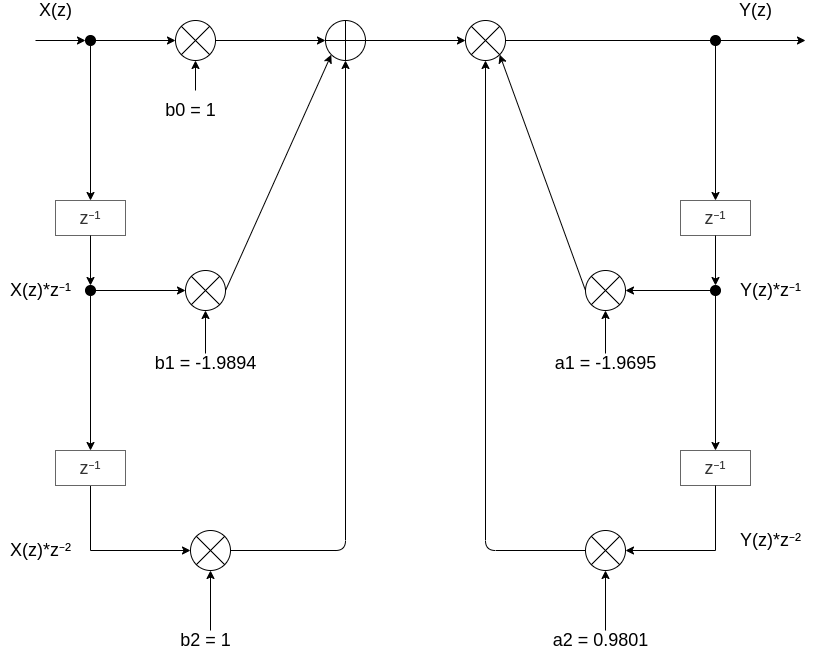 X(z)
Y(z)
b0 = 1
z⁻¹
z⁻¹
X(z)*z⁻¹
Y(z)*z⁻¹
b1 = -1.9894
a1 = -1.9695
z⁻¹
z⁻¹
X(z)*z⁻²
Y(z)*z⁻²
b2 = 1
a2 = 0.9801